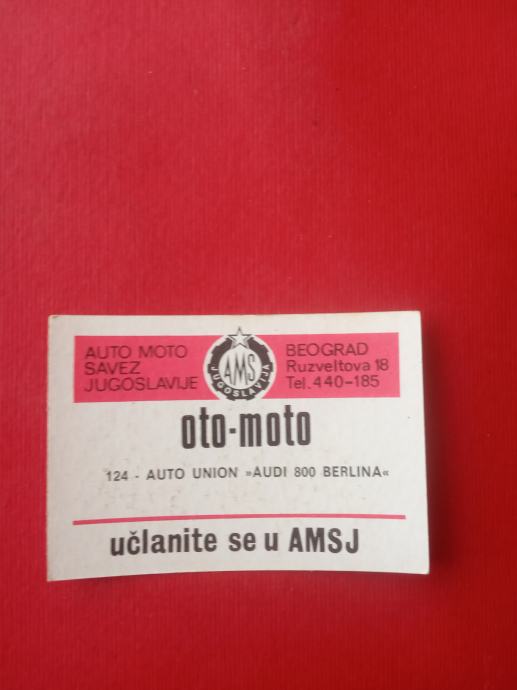 AUTO MOTO
SAVEZ
JUGOSLAVIJE
AMS
JUGOSLAVIJA
BEOGRAD
Ruzveltova 18
Tel. 440-185
oto-moto
124 - AUTO UNION »AUDI 800 BERLINA«
učlanite se u AMSJ